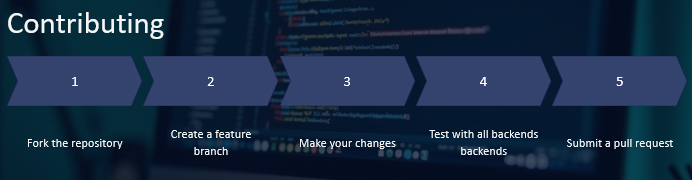 Contributing
1
2
3
4
5
Fork the repository
Create a feature
branch
Make your changes
Test with all backends
backends
Submit a pull request